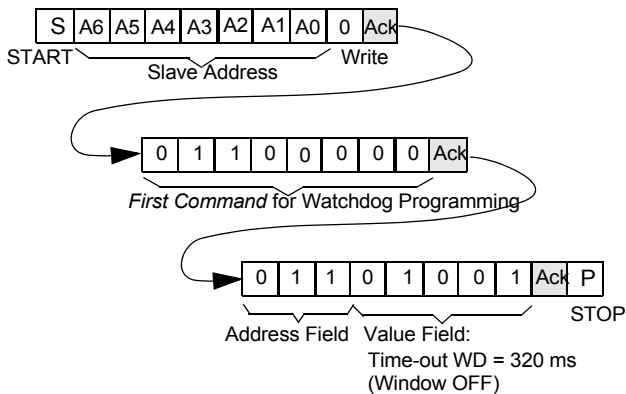 S A6 A5 A4 A3 A2 A1 A0 0 Ack
START
Slave Address
Write
0 1 1 0 0 0 0 0 Ack
First Command for Watchdog Programming
0 1 1 0 1 0 0 1 Ack P
STOP
Address Field
Value Field:
Time-out WD = 320 ms
(Window OFF)